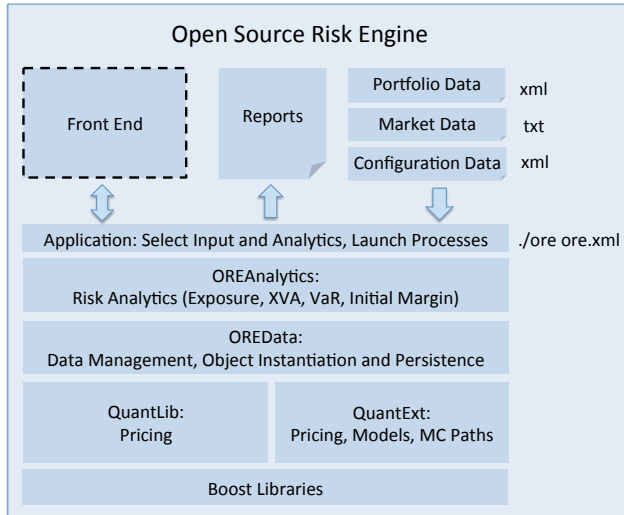 Open Source Risk Engine
Front End
Reports
Portfolio Data
xml
Market Data
txt
Configuration Data
xml
Application: Select Input and Analytics, Launch Processes
./ore ore.xml
OREAnalytics:
Risk Analytics (Exposure, XVA, VaR, Initial Margin)
OREData:
Data Management, Object Instantiation and Persistence
QuantLib:
Pricing
QuantExt:
Pricing, Models, MC Paths
Boost Libraries